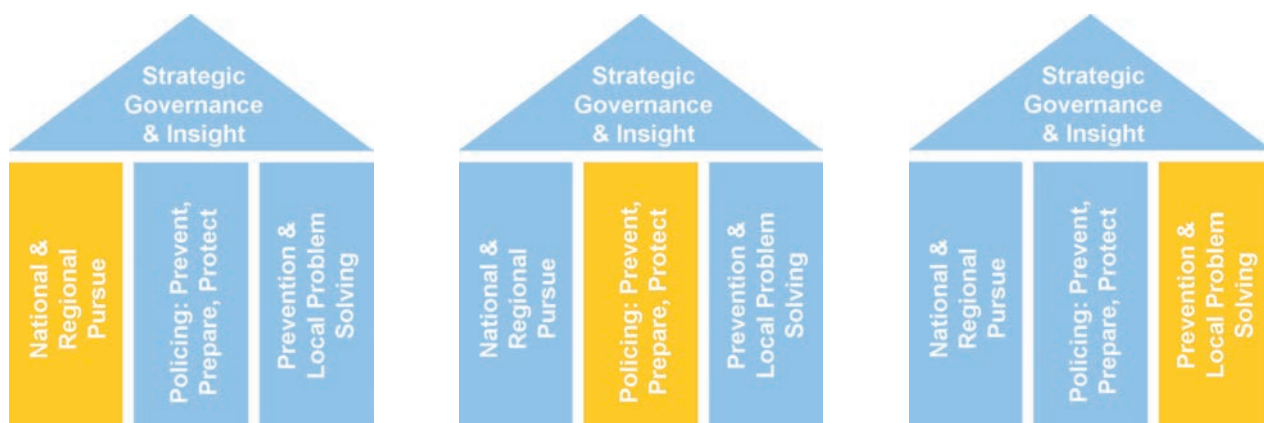 Strategic
Governance
& Insight
National &
Regional
Pursue
Policing: Prevent,
Prepare, Protect
Prevention &
Local Problem
Solving
Strategic
Governance
& Insight
National &
Regional
Pursue
Policing: Prevent,
Prepare, Protect
Prevention &
Local Problem
Solving
Strategic
Governance
& Insight
National &
Regional
Pursue
Policing: Prevent,
Prepare, Protect
Prevention &
Local Problem
Solving